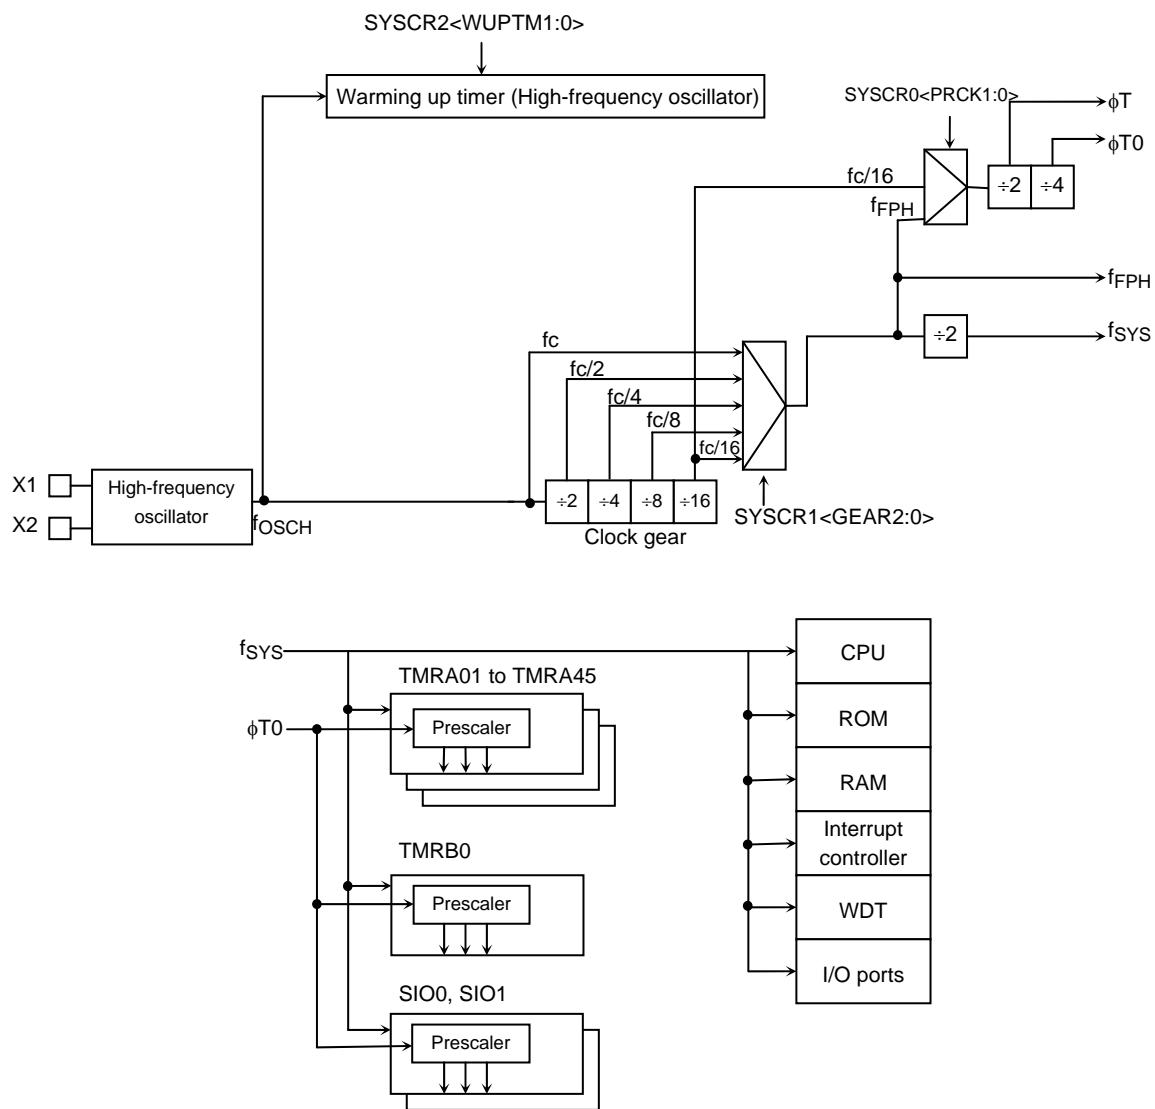 SYSCR2<WUPTM1:0>
Warming up timer (High-frequency oscillator)
SYSCR0<PRCK1:0>
ϕT
ϕT0
fc/16
÷2
÷4
fFPH
fFPH
÷2
fSYS
fc
fc/2
fc/4
fc/8
fc/16
X1
X2
High-frequency
oscillator
fOSCH
÷2
÷4
÷8
÷16
Clock gear
SYSCR1<GEAR2:0>
fSYS
TMRA01 to TMRA45
ϕT0
Prescaler
TMRB0
Prescaler
SIO0, SIO1
Prescaler
CPU
ROM
RAM
Interrupt
controller
WDT
I/O ports